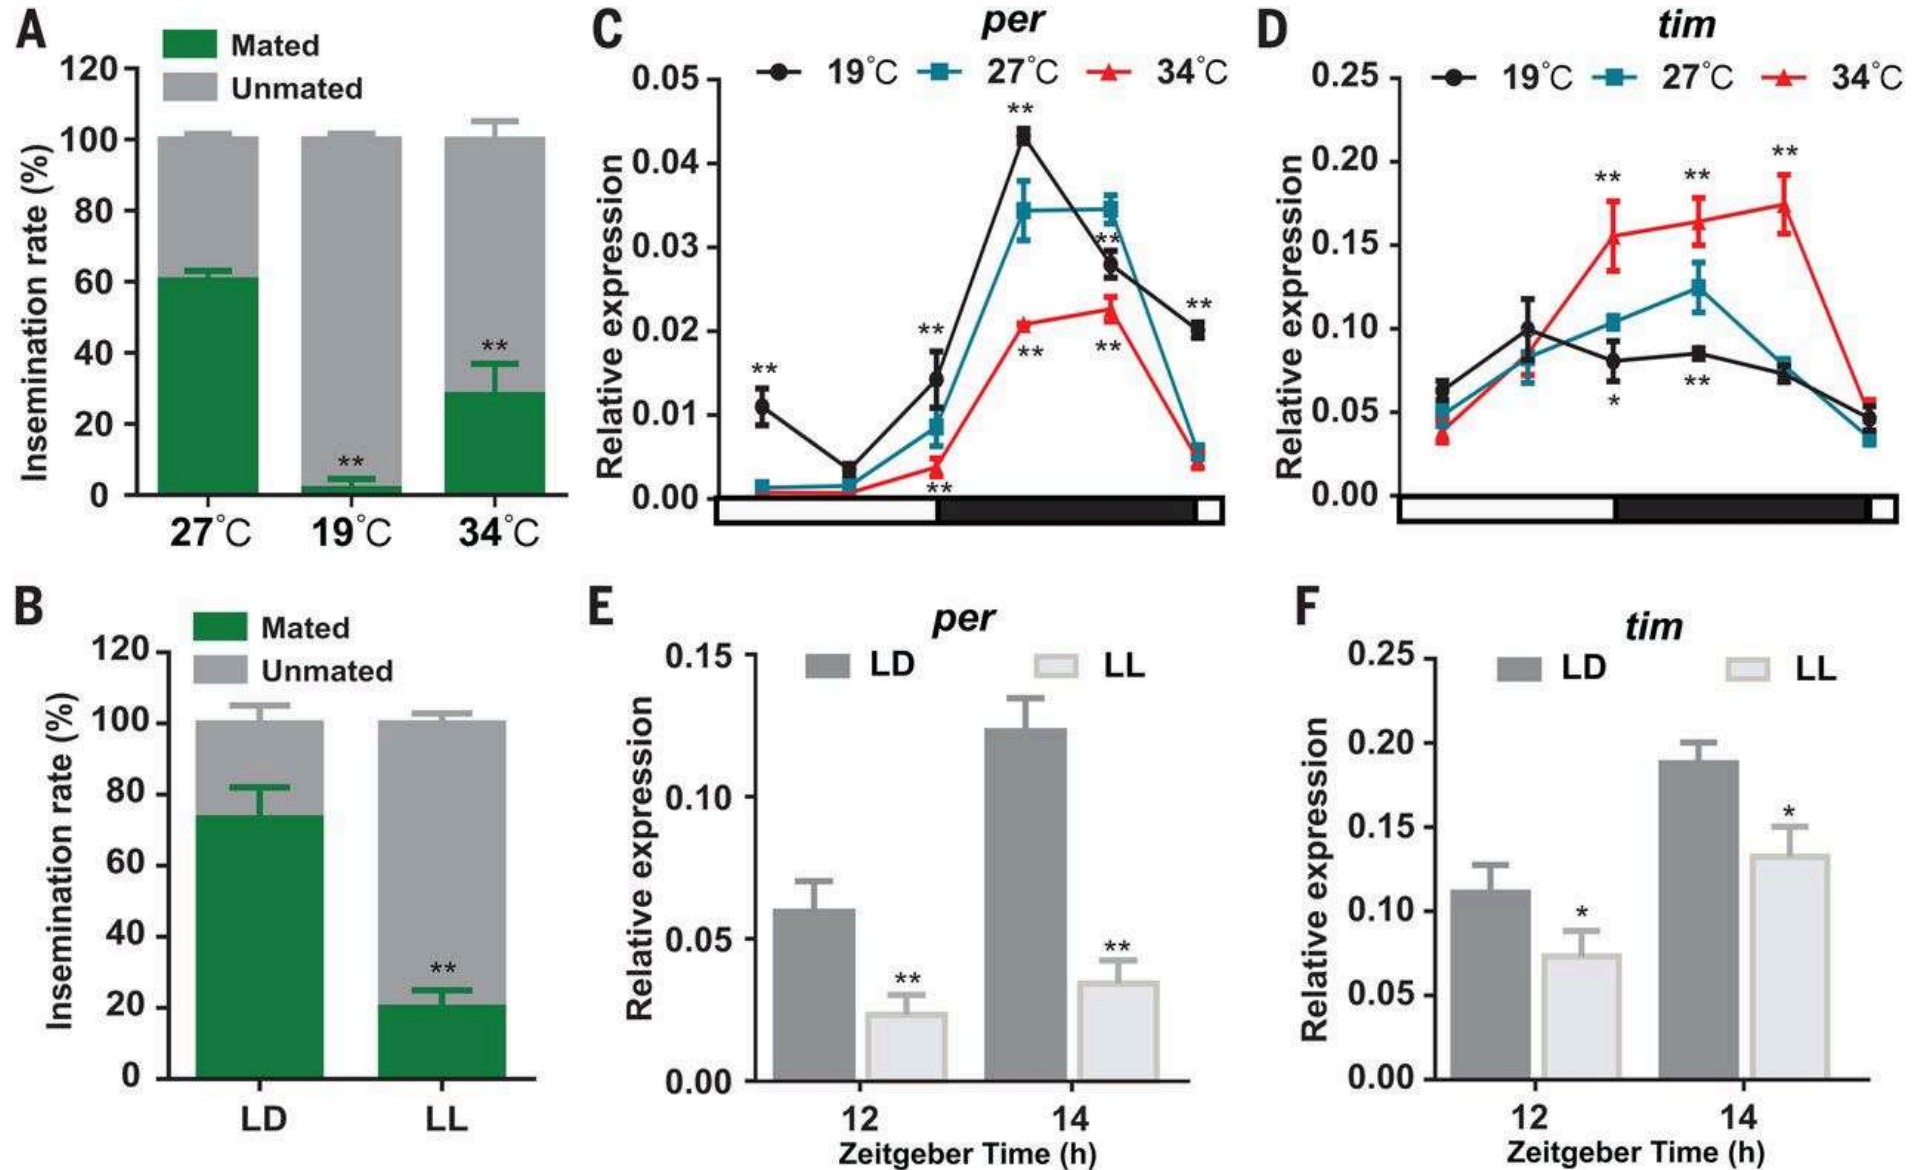 A
Mated
Unmated
Insemination rate (%)
120
100
80
60
40
20
0
**
**
27°C 19°C 34°C
B
Mated
Unmated
Insemination rate (%)
120
100
80
60
40
20
0
**
LD LL
C
per
19°C 27°C 34°C
Relative expression
0.05
0.04
0.03
0.02
0.01
0.00
**
**
**
**
**
**
**
**
D
tim
19°C 27°C 34°C
Relative expression
0.25
0.20
0.15
0.10
0.05
0.00
**
**
**
*
**
E
per
LD LL
Relative expression
0.15
0.10
0.05
0.00
**
**
12 14
Zeitgeber Time (h)
F
tim
LD LL
Relative expression
0.25
0.20
0.15
0.10
0.05
0.00
*
*
12 14
Zeitgeber Time (h)